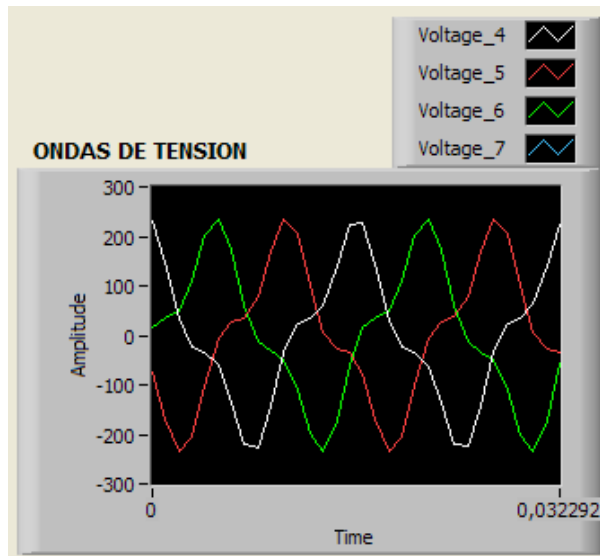 Voltage_4
Voltage_5
Voltage_6
Voltage_7
ONDAS DE TENSION
300
200
100
0
-100
-200
-300
Amplitude
0
0,032292
Time